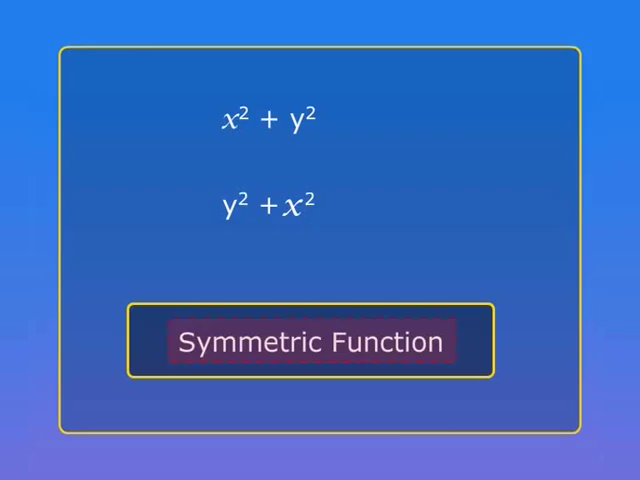 x² + y²
y² + x²
Symmetric Function